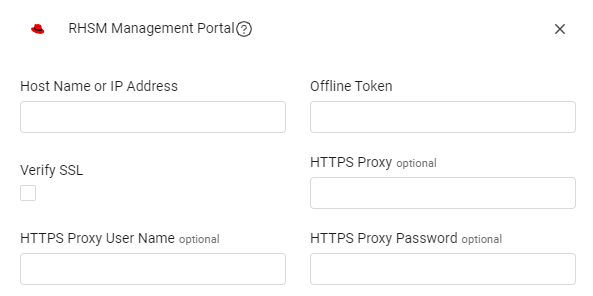 RHSM Management Portal
Host Name or IP Address
Offline Token
Verify SSL
HTTPS Proxy optional
HTTPS Proxy User Name optional
HTTPS Proxy Password optional